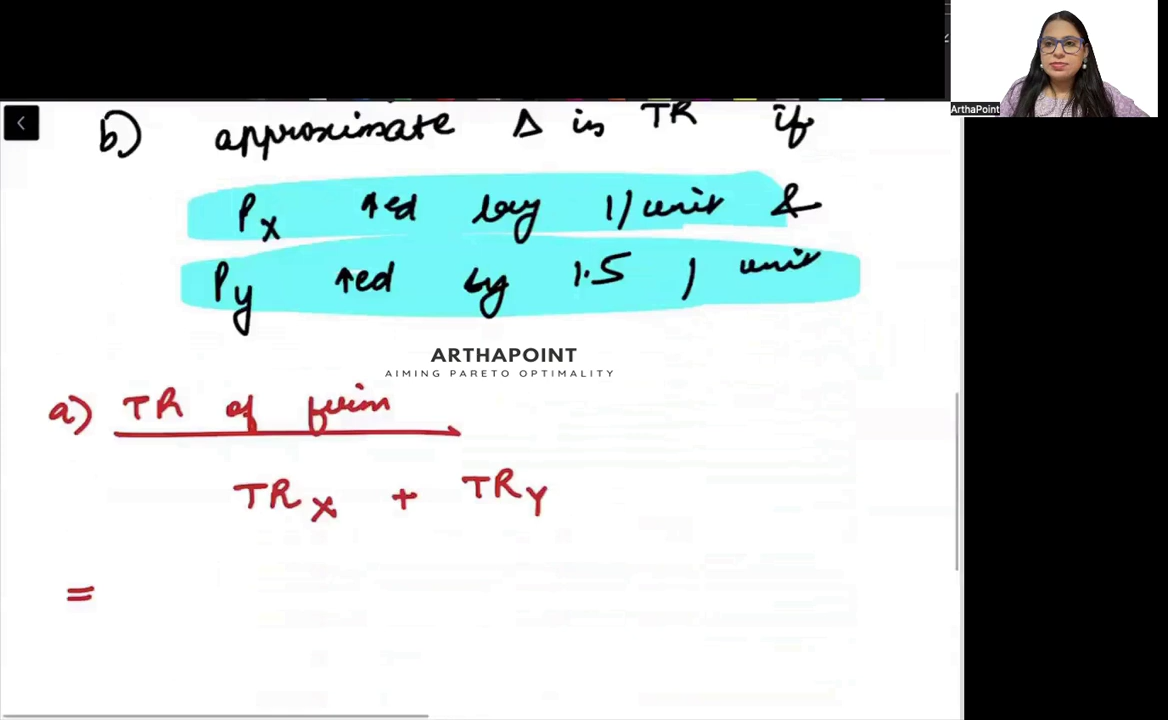 ArthaPoint
b) approximate Δ in TR if
Px ↑ed by 1/unit &
Py ↑ed by 1.5 / unit
ARTHAPOINT
AIMING PARETO OPTIMALITY
a) TR of firm
TRX + TRY
=